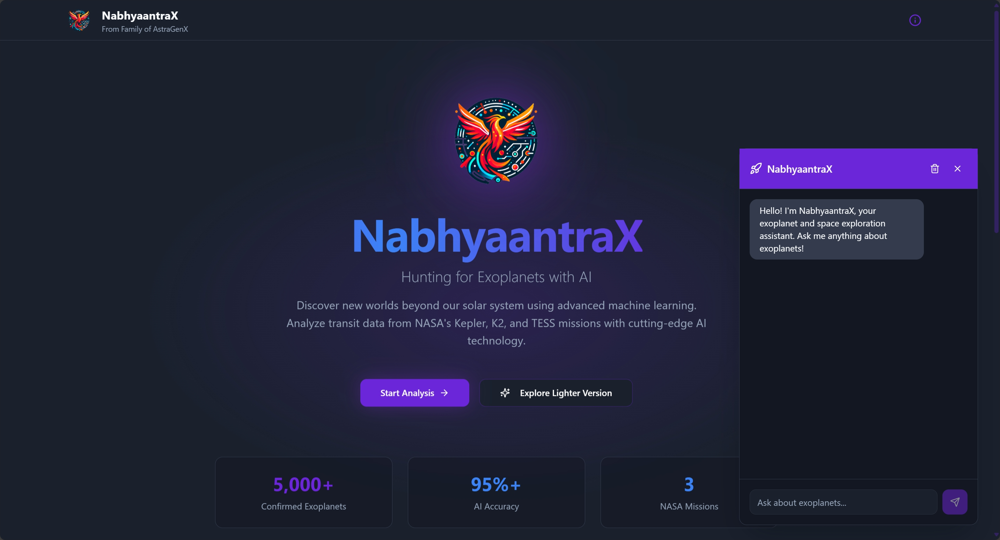 NabhyaantraX
From Family of AstraGenX
NabhyaantraX
Hunting for Exoplanets with AI
Discover new worlds beyond our solar system using advanced machine learning.
Analyze transit data from NASA's Kepler, K2, and TESS missions with cutting-edge AI
technology.
Start Analysis
Explore Lighter Version
5,000+
Confirmed Exoplanets
95%+
AI Accuracy
3
NASA Missions
NabhyaantraX
Hello! I'm NabhyaantraX, your
exoplanet and space exploration
assistant. Ask me anything about
exoplanets!
Ask about exoplanets...